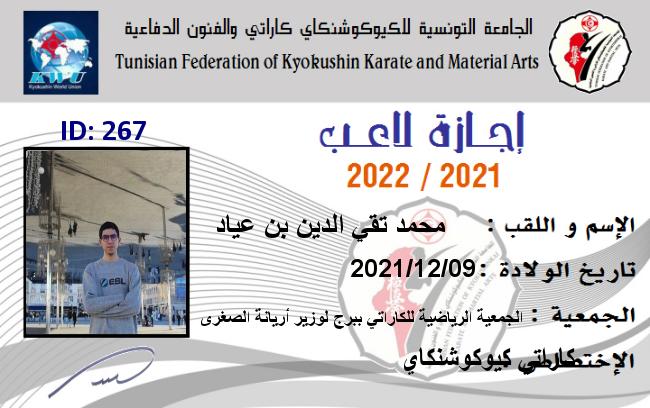 الجامعة التونسية للكيوكوشنكاي كاراتي والفنون الدفاعية
Tunisian Federation of Kyokushin Karate and Material Arts
KWU
Kyokushin World Union
ID: 267
إجازة لاعب
2022 / 2021
الإسم و اللقب : محمد تقي الدين بن عياد
تاريخ الولادة : 2021/12/09
الجمعية : الجمعية الرياضية للكاراتي ببرج لوزير أريانة الصغرى
كاراتي كيوكوشنكاي
EBL